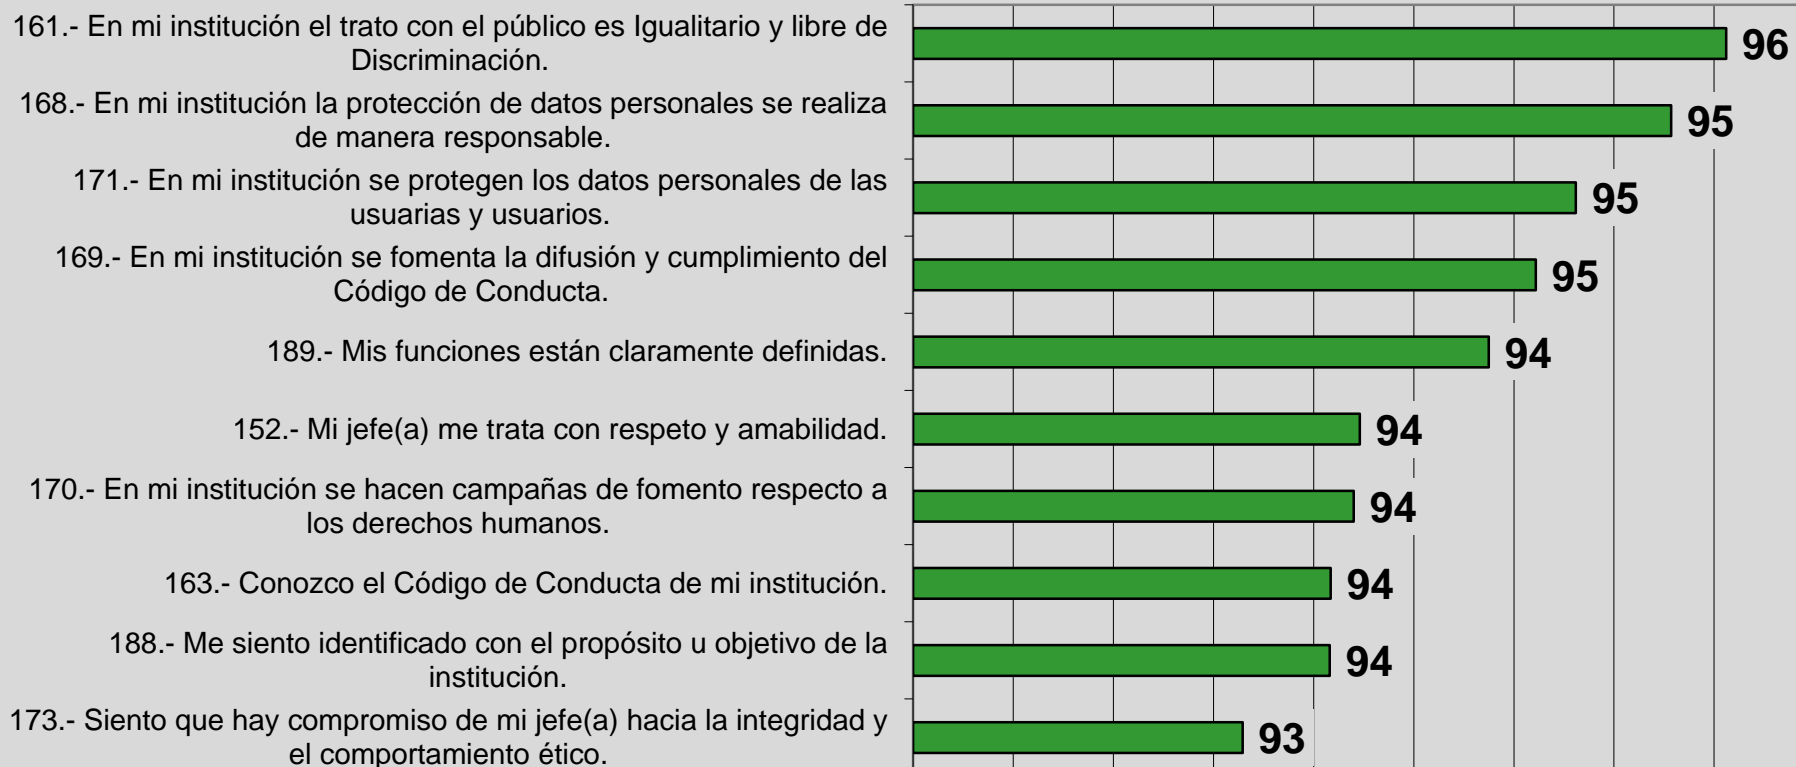 161.- En mi institución el trato con el público es Igualitario y libre de
Discriminación.
96
168.- En mi institución la protección de datos personales se realiza
de manera responsable.
95
171.- En mi institución se protegen los datos personales de las
usuarias y usuarios.
95
169.- En mi institución se fomenta la difusión y cumplimiento del
Código de Conducta.
95
189.- Mis funciones están claramente definidas.
94
152.- Mi jefe(a) me trata con respeto y amabilidad.
94
170.- En mi institución se hacen campañas de fomento respecto a
los derechos humanos.
94
163.- Conozco el Código de Conducta de mi institución.
94
188.- Me siento identificado con el propósito u objetivo de la
institución.
94
173.- Siento que hay compromiso de mi jefe(a) hacia la integridad y
el comportamiento ético.
93